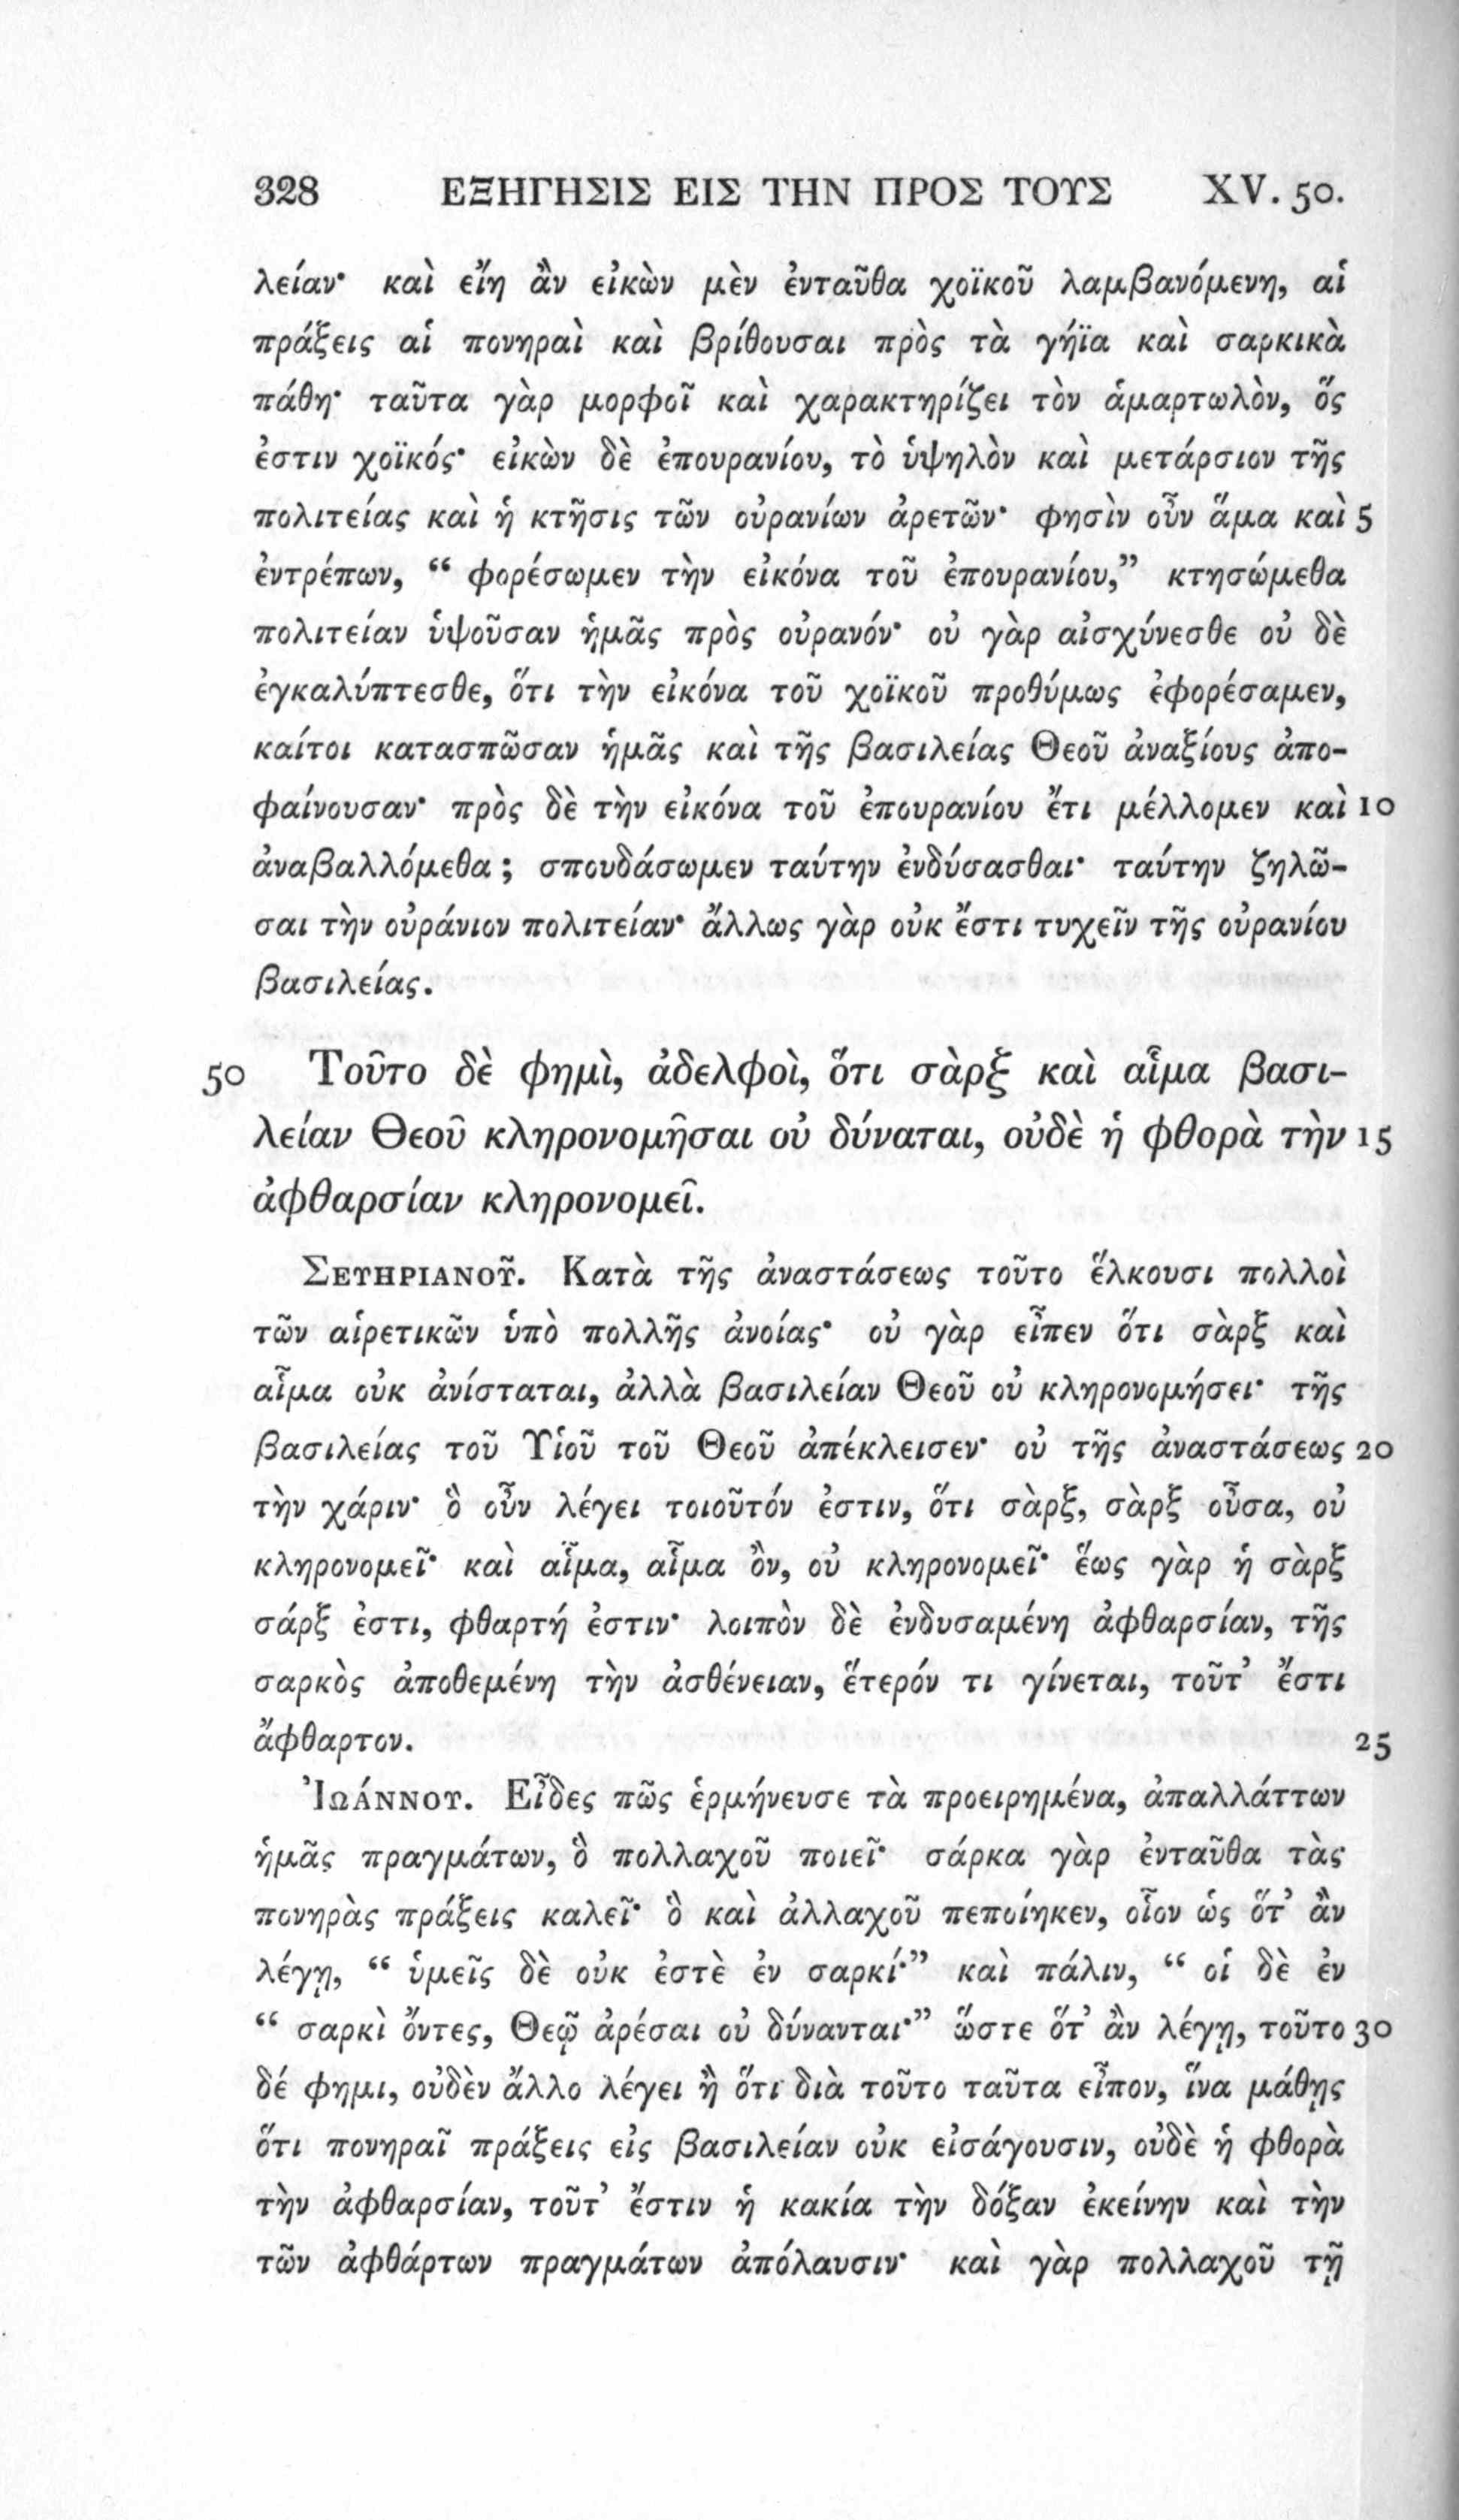 328 ΕΞΗΓΗΣΙΣ ΕΙΣ ΤΗΝ ΠΡΟΣ ΤΟΥΣ XV. 50.
λείαν· καὶ εἴη ἂν εἰκὼν μὲν ἐνταῦθα χοϊκοῦ λαμβανόμενη, αἱ
πράξεις αἱ πονηραὶ καὶ βρίθουσαι πρὸς τὰ γήϊα καὶ σαρκικὰ
πάθη· ταῦτα γὰρ μορφοῖ καὶ χαρακτηρίζει τὸν ἁμαρτωλὸν, ὅς
ἐστιν χοϊκός· εἰκὼν δὲ ἐπουρανίου, τὸ ὑψηλὸν καὶ μετάρσιον τῆς
πολιτείας καὶ ἡ κτῆσις τῶν οὐρανίων ἀρετῶν· φησὶν οὖν ἅμα καὶ 5
ἐντρέπων, “ φορέσωμεν τὴν εἰκόνα τοῦ ἐπουρανίου,” κτησώμεθα
πολιτείαν ὑψοῦσαν ἡμᾶς πρὸς οὐρανόν· οὐ γὰρ αἰσχύνεσθε οὐ δὲ
ἐγκαλύπτεσθε, ὅτι τὴν εἰκόνα τοῦ χοϊκοῦ προθύμως ἐφορέσαμεν,
καίτοι κατασπῶσαν ἡμᾶς καὶ τῆς βασιλείας Θεοῦ ἀναξίους ἀπο-
φαίνουσαν· πρὸς δὲ τὴν εἰκόνα τοῦ ἐπουρανίου ἔτι μέλλομεν καὶ 10
ἀναβαλλόμεθα ; σπουδάσωμεν ταύτην ἐνδύσασθαι· ταύτην ζηλῶ-
σαι τὴν οὐράνιον πολιτείαν· ἄλλως γὰρ οὐκ ἔστι τυχεῖν τῆς οὐρανίου
βασιλείας.
50 Τοῦτο δὲ φημὶ, ἀδελφοὶ, ὅτι σὰρξ καὶ αἷμα βασι-
λείαν Θεοῦ κληρονομῆσαι οὐ δύναται, οὐδὲ ἡ φθορὰ τὴν 15
ἀφθαρσίαν κληρονομεῖ.
ΣΕΥΗΡΙΑΝΟῦ. Κατὰ τῆς ἀναστάσεως τοῦτο ἕλκουσι πολλοὶ
τῶν αἱρετικῶν ὑπὸ πολλῆς ἀνοίας· οὐ γὰρ εἶπεν ὅτι σὰρξ καὶ
αἷμα οὐκ ἀνίσταται, ἀλλὰ βασιλείαν Θεοῦ οὐ κληρονομήσει· τῆς
βασιλείας τοῦ Υἱοῦ τοῦ Θεοῦ ἀπέκλεισεν· οὐ τῆς ἀναστάσεως 20
τὴν χάριν· ὃ οὖν λέγει τοιοῦτόν ἐστιν, ὅτι σὰρξ, σὰρξ οὖσα, οὐ
κληρονομεῖ· καὶ αἷμα, αἷμα ὂν, οὐ κληρονομεῖ· ἕως γὰρ ἡ σὰρξ
σάρξ ἐστι, φθαρτή ἐστιν· λοιπὸν δὲ ἐνδυσαμένη ἀφθαρσίαν, τῆς
σαρκὸς ἀποθεμένη τὴν ἀσθένειαν, ἕτερόν τι γίνεται, τοῦτ’ ἔστι
ἄφθαρτον. 25
ἸΩΆΝΝΟΥ. Εἶδες πῶς ἑρμήνευσε τὰ προειρημένα, ἀπαλλάττων
ἡμᾶς πραγμάτων, ὃ πολλαχοῦ ποιεῖ· σάρκα γὰρ ἐνταῦθα τὰς
πονηρὰς πράξεις καλεῖ· ὃ καὶ ἀλλαχοῦ πεποίηκεν, οἷον ὡς ὅτ’ ἂν
λέγῃ, “ ὑμεῖς δὲ οὐκ ἐστὲ ἐν σαρκί·” καὶ πάλιν, “ οἱ δὲ ἐν
“ σαρκὶ ὄντες, Θεῷ ἀρέσαι οὐ δύνανται·” ὥστε ὅτ’ ἂν λέγῃ, τοῦτο 30
δέ φημι, οὐδὲν ἄλλο λέγει ἢ ὅτι διὰ τοῦτο ταῦτα εἶπον, ἵνα μάθῃς
ὅτι πονηραῖ πράξεις εἰς βασιλείαν οὐκ εἰσάγουσιν, οὐδὲ ἡ φθορὰ
τὴν ἀφθαρσίαν, τοῦτ’ ἔστιν ἡ κακία τὴν δόξαν ἐκείνην καὶ τὴν
τῶν ἀφθάρτων πραγμάτων ἀπόλαυσιν· καὶ γὰρ πολλαχοῦ τῇ